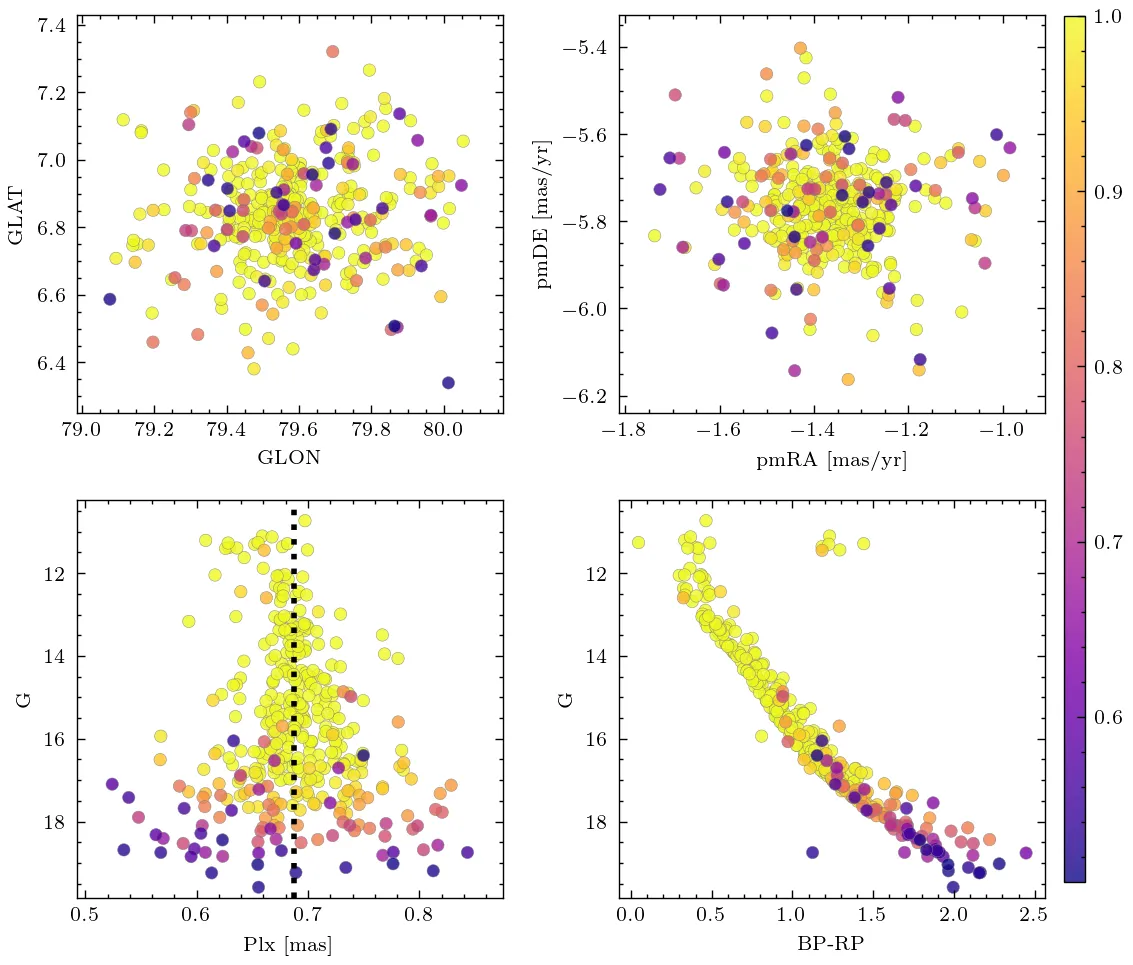 7.4
7.2
7.0
6.8
6.6
6.4
GLAT
79.0 79.2 79.4 79.6 79.8 80.0
GLON
−5.4
−5.6
−5.8
−6.0
−6.2
pmDE [mas/yr]
−1.8 −1.6 −1.4 −1.2 −1.0
pmRA [mas/yr]
12
14
16
18
G
0.5 0.6 0.7 0.8
Plx [mas]
12
14
16
18
G
0.0 0.5 1.0 1.5 2.0 2.5
BP-RP
1.0
0.9
0.8
0.7
0.6